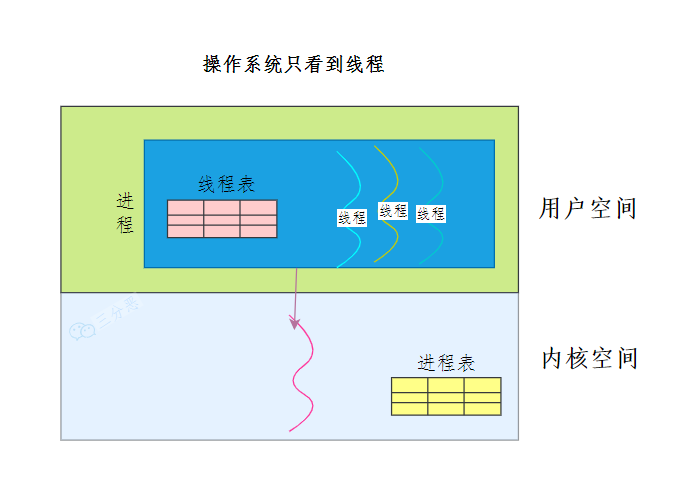 操作系统只看到线程
线程表
进
程
线程
线程
线程
用户空间
三分恶
进程表
内核空间